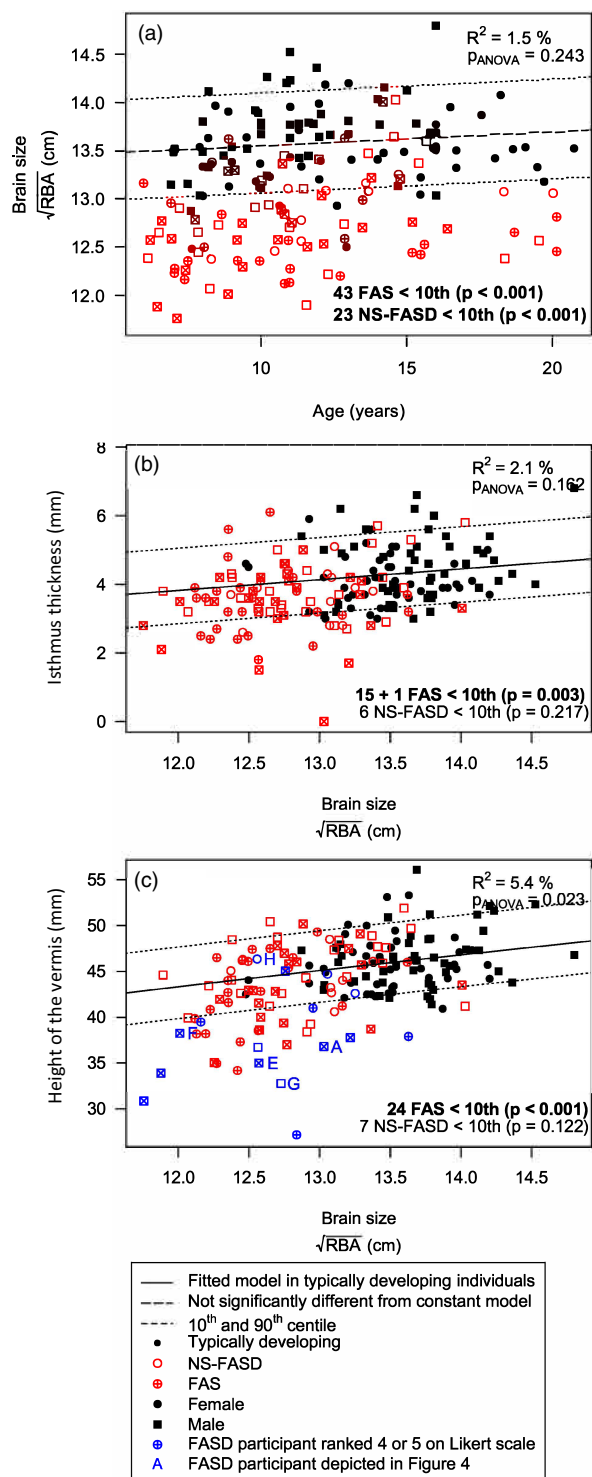 (a)
R² = 1.5 %
pANOVA = 0.243
14.5
14.0
13.5
13.0
12.5
12.0
Brain size
√RBA (cm)
43 FAS < 10th (p < 0.001)
23 NS-FASD < 10th (p < 0.001)
10 15 20
Age (years)
(b)
R² = 2.1 %
pANOVA = 0.162
8
6
4
2
0
Isthmus thickness (mm)
15 + 1 FAS < 10th (p = 0.003)
6 NS-FASD < 10th (p = 0.217)
12.0 12.5 13.0 13.5 14.0 14.5
Brain size
√RBA (cm)
(c)
R² = 5.4 %
pANOVA = 0.023
55
50
45
40
35
30
Height of the vermis (mm)
H
F
A
E
G
24 FAS < 10th (p < 0.001)
7 NS-FASD < 10th (p = 0.122)
12.0 12.5 13.0 13.5 14.0 14.5
Brain size
√RBA (cm)
Fitted model in typically developing individuals
Not significantly different from constant model
10th and 90th centile
Typically developing
NS-FASD
FAS
Female
Male
FASD participant ranked 4 or 5 on Likert scale
A FASD participant depicted in Figure 4